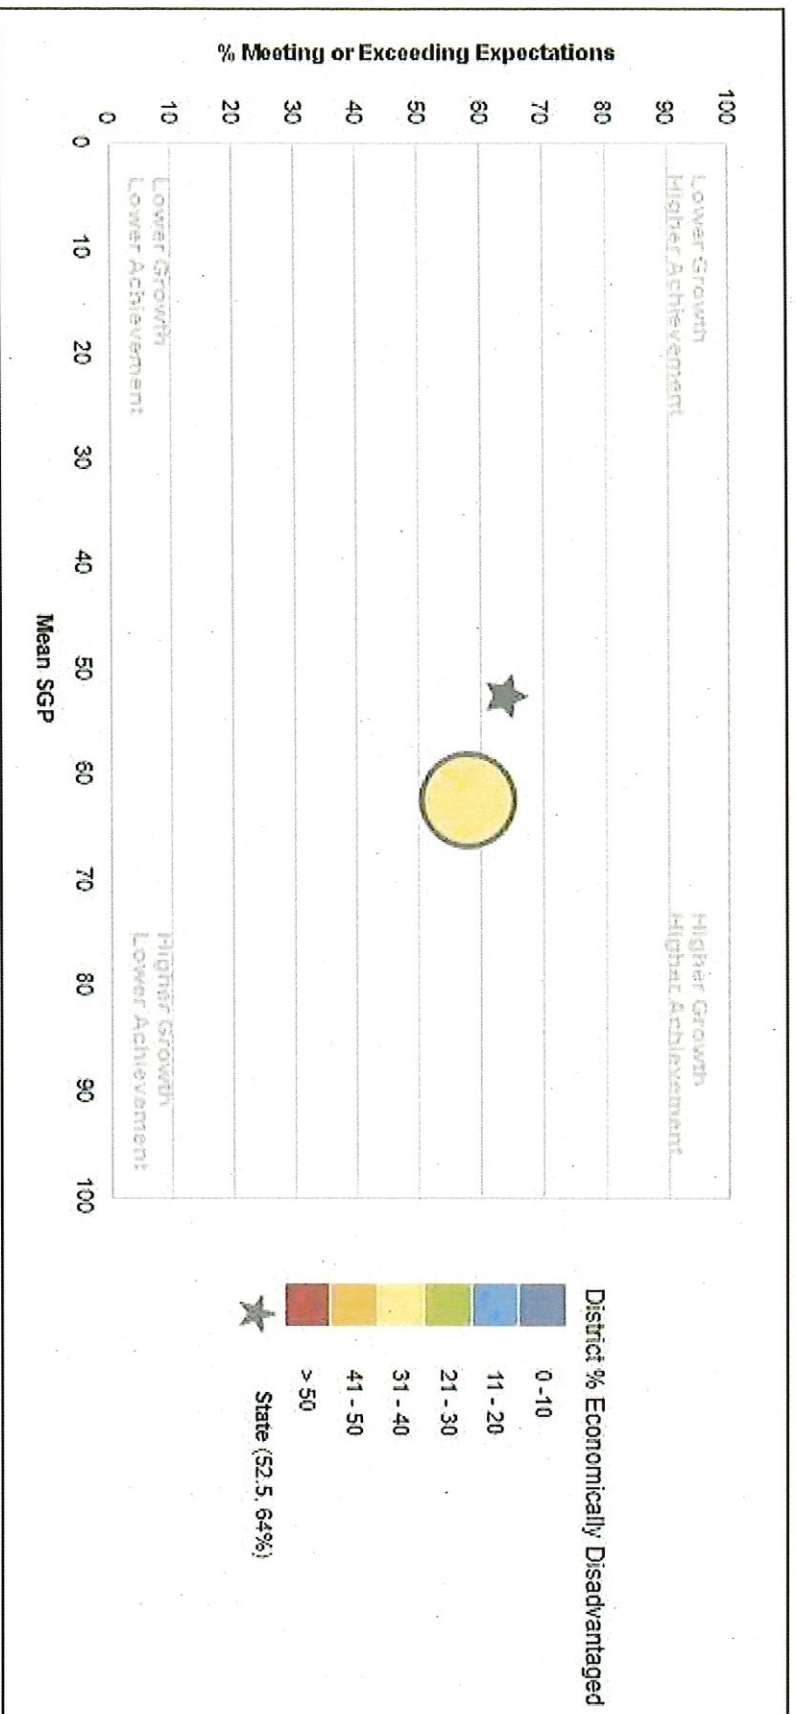 % Meeting or Exceeding Expectations
100
90
80
70
60
50
40
30
20
10
0
Lower Growth
Higher Achievement
Higher Growth
Higher Achievement
Lower Growth
Lower Achievement
Higher Growth
Lower Achievement
0
10
20
30
40
50
60
70
80
90
100
Mean SGP
District % Economically Disadvantaged
0 -10
11 - 20
21 - 30
31 - 40
41 - 50
> 50
State (52.5, 64%)